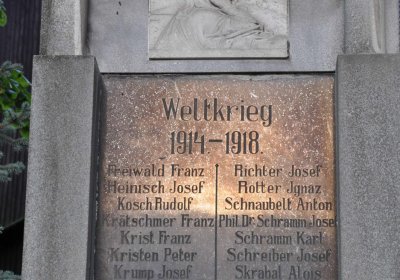 Weltkrieg
1914-1918.
Freiwald Franz
Heinisch Josef
Kosch Rudolf
Kratschmer Franz
Krist Franz
Kristen Peter
Krump Josef
Richter Josef
Rotter Jgnaz
Schnaubelt Anton
Phil. Dr. Schramm Josef
Schramm Karl
Schreiber Josef
Skrabal Alois